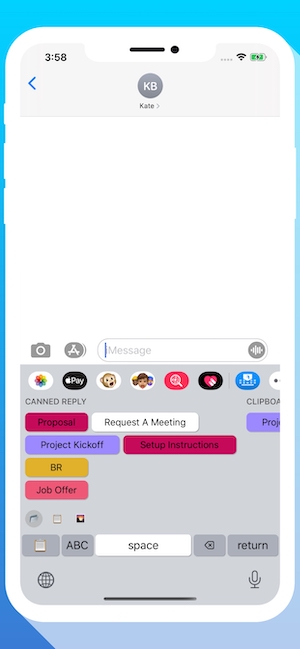 3:58
KB
Kate >
Message
Pay
CANNED REPLY
CLIPBOA
Proposal
Request A Meeting
Project Kickoff
Setup Instructions
Proj
BR
Job Offer
ABC
space
return